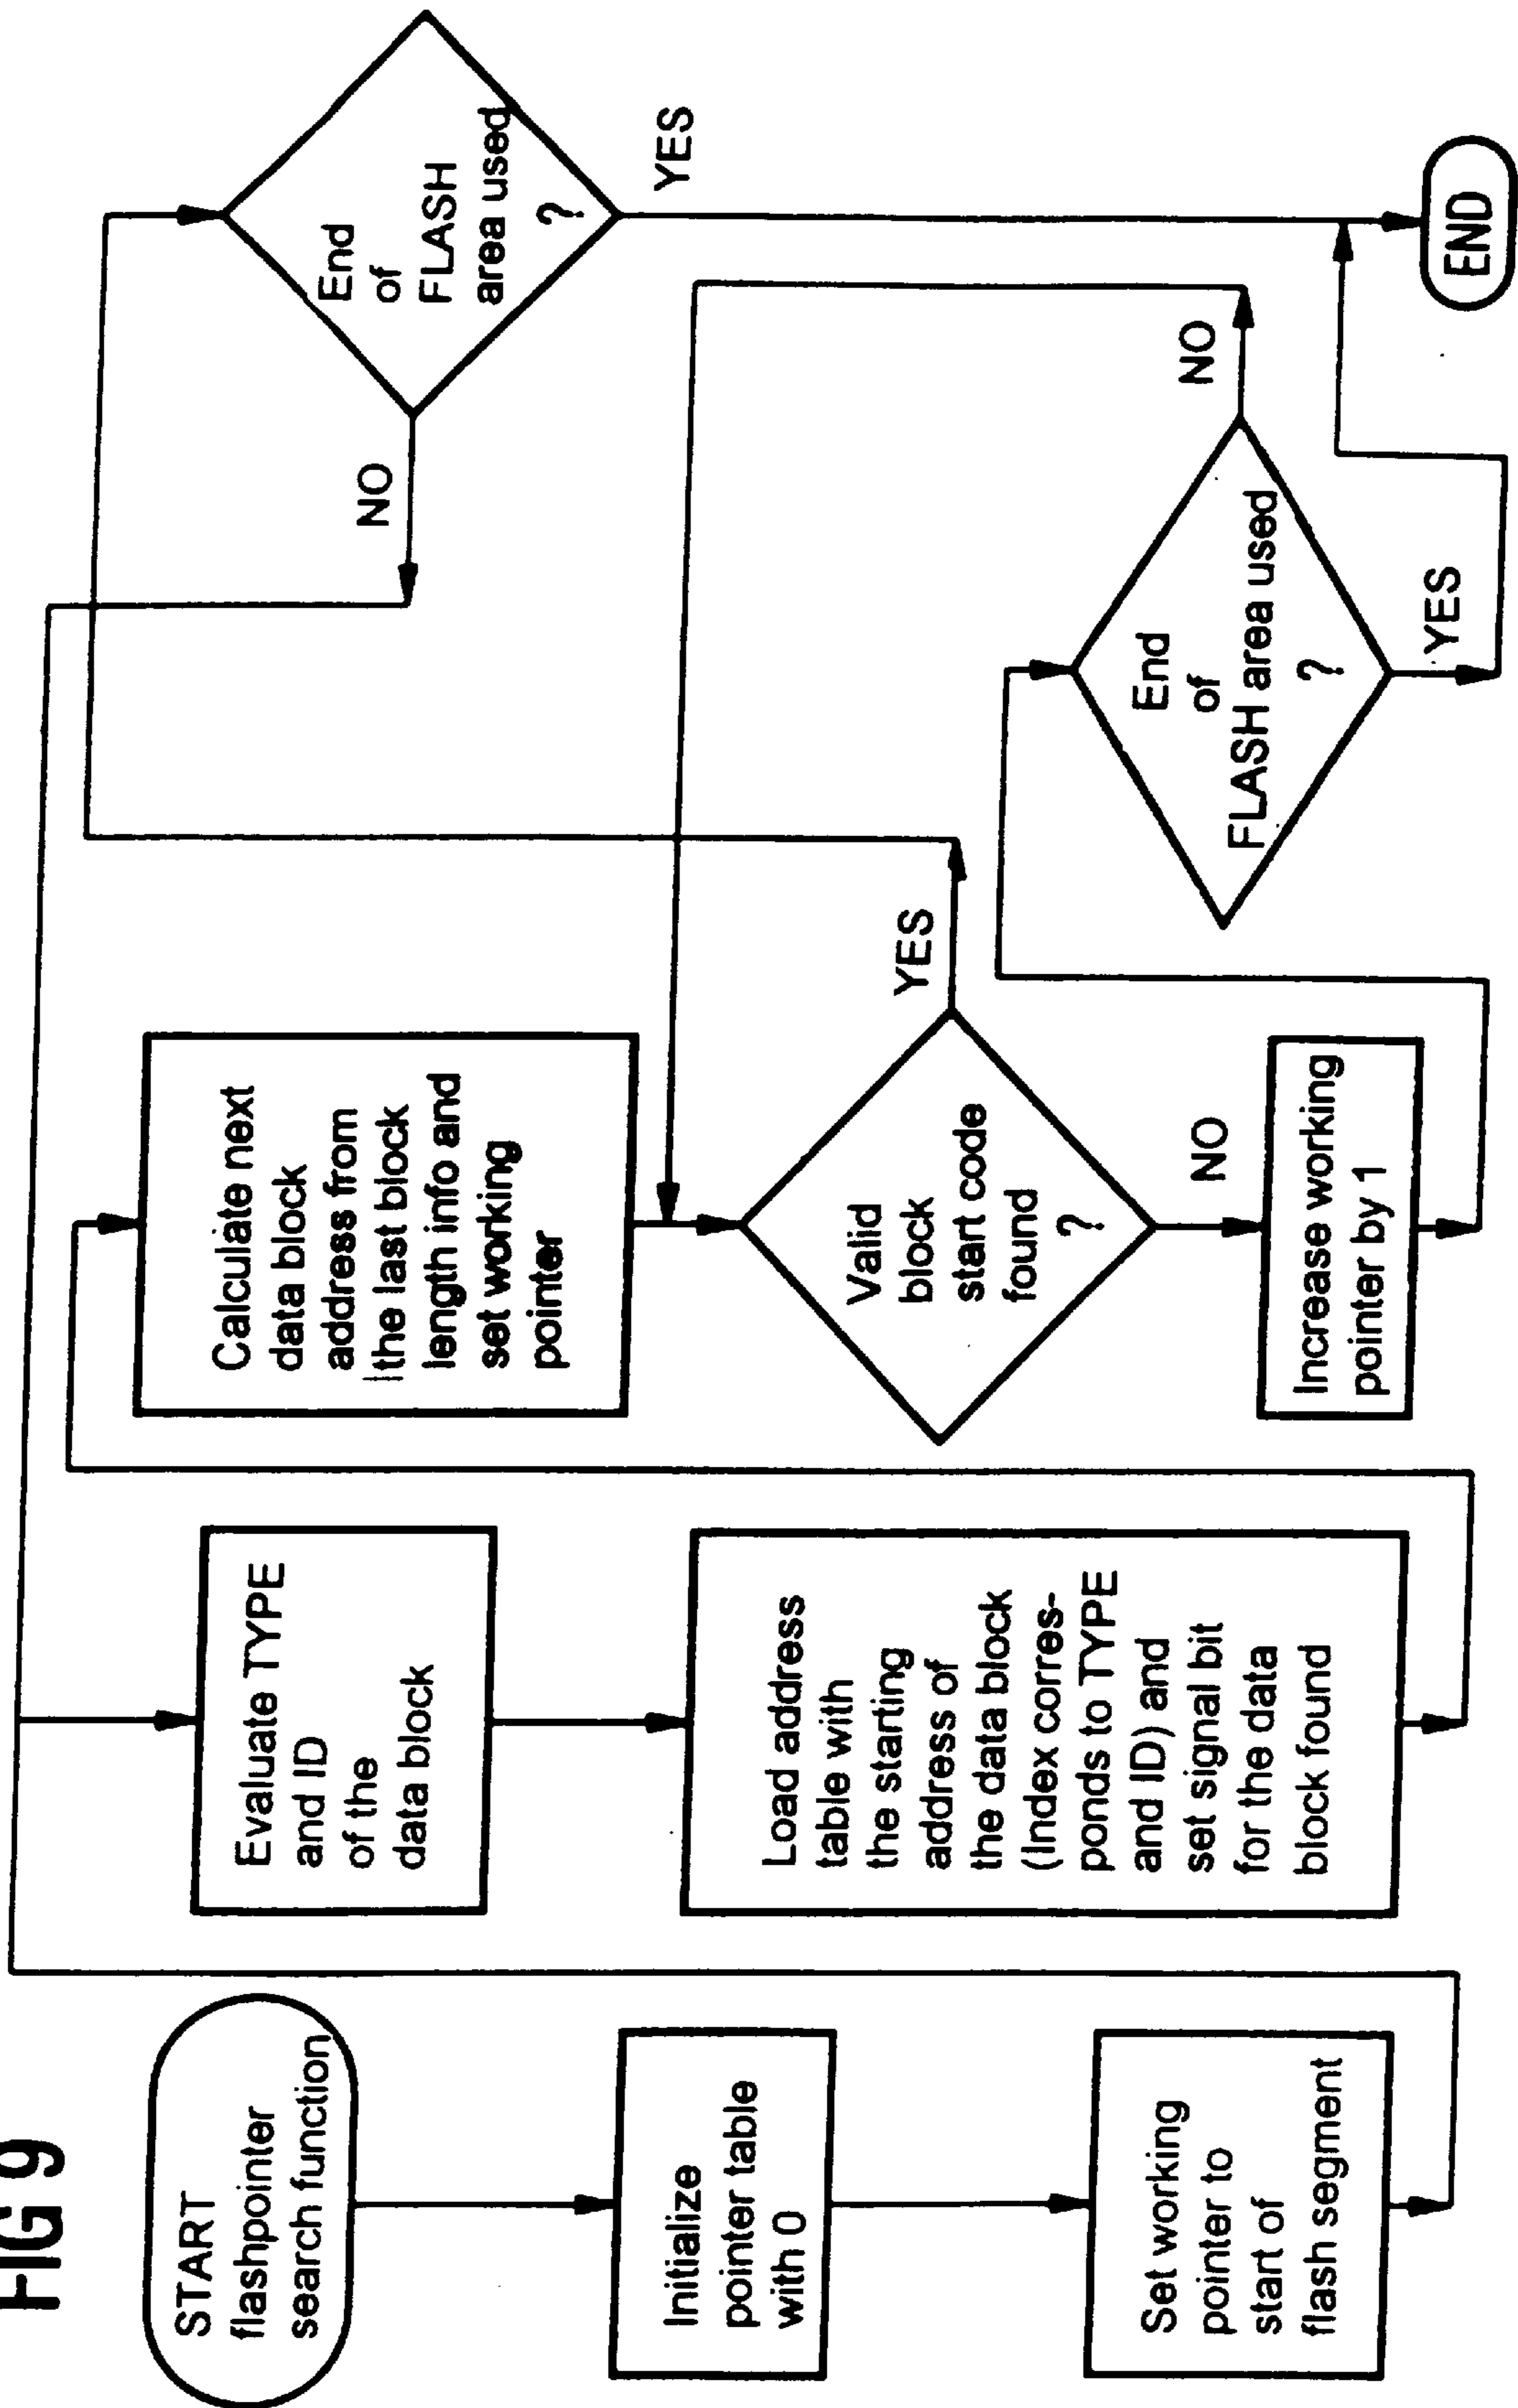 FIG 9
START
flashpointer
search function
Initialize
pointer table
with 0
Set working
pointer to
start of
flash segment
Evaluate TYPE
and ID
of the
data block
Load address
table with
the starting
address of
the data block
(Index corres-
ponds to TYPE
and ID) and
set signal bit
for the data
block found
Calculate next
data block
address from
the last block
length info and
set working
pointer
Valid
block
start code
found
?
YES
NO
Increase working
pointer by 1
End
of
FLASH area used
?
NO
YES
End
of
FLASH
area used
?
NO
YES
END